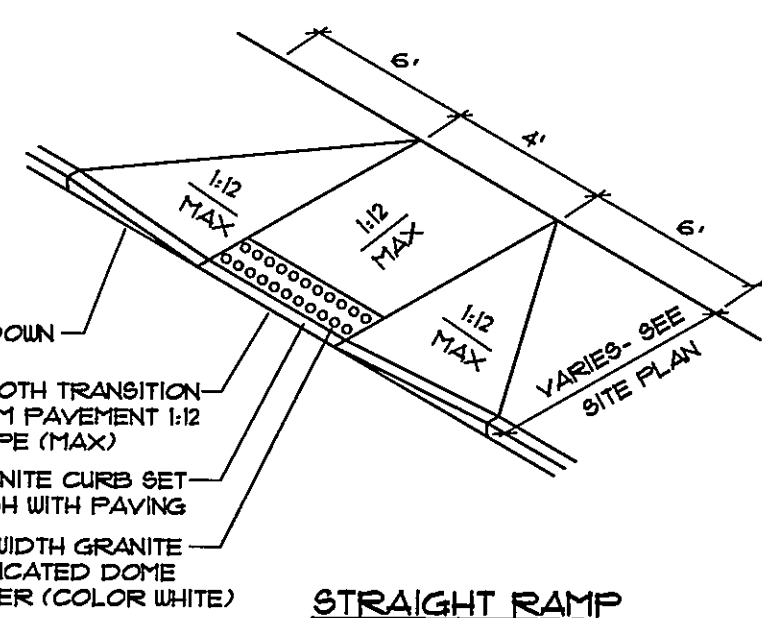 6'
4'
6'
1:12
MAX
1:12
MAX
1:12
MAX
VARIES- SEE
SITE PLAN
OWN
OTH TRANSITION
M PAVEMENT 1:12
PE (MAX)
NITE CURB SET
H WITH PAVING
WIDTH GRANITE
ICATED DOME
ER (COLOR WHITE)
STRAIGHT RAMP